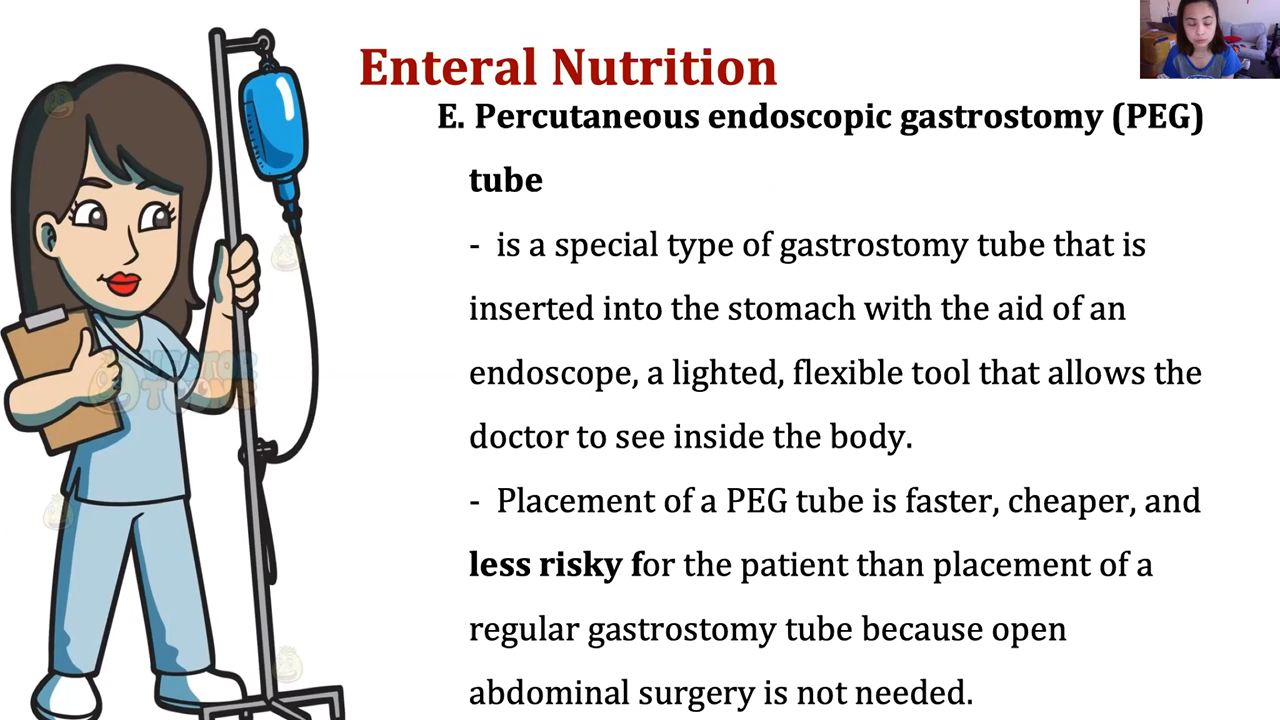 Enteral Nutrition
E. Percutaneous endoscopic gastrostomy (PEG)
tube
- is a special type of gastrostomy tube that is
inserted into the stomach with the aid of an
endoscope, a lighted, flexible tool that allows the
doctor to see inside the body.
- Placement of a PEG tube is faster, cheaper, and
less risky for the patient than placement of a
regular gastrostomy tube because open
abdominal surgery is not needed.
VECTOR
TOONS